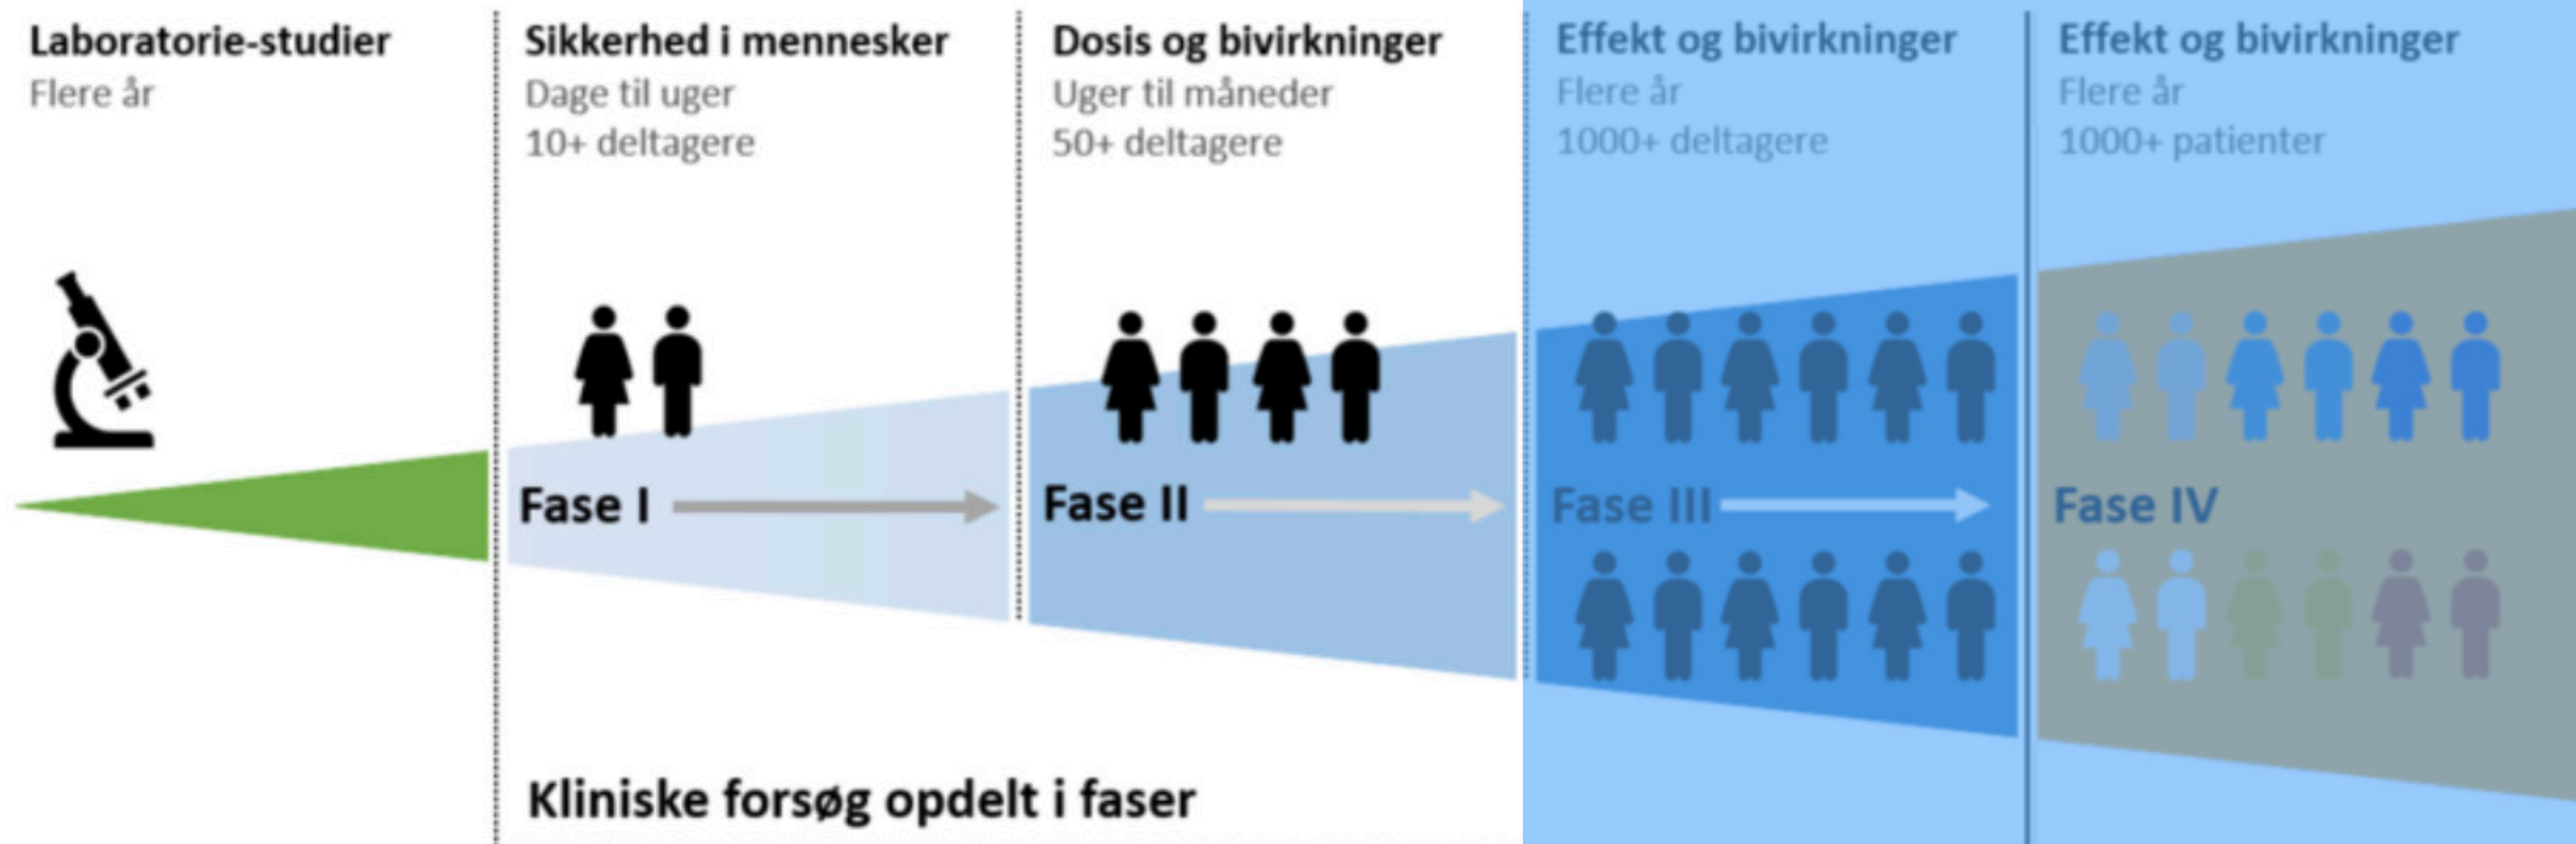 Laboratorie-studier
Flere år
Sikkerhed i mennesker
Dage til uger
10+ deltagere
Dosis og bivirkninger
Uger til måneder
50+ deltagere
Effekt og bivirkninger
Flere år
1000+ deltagere
Effekt og bivirkninger
Flere år
1000+ patienter
Fase I
Fase II
Fase III
Fase IV
Kliniske forsøg opdelt i faser